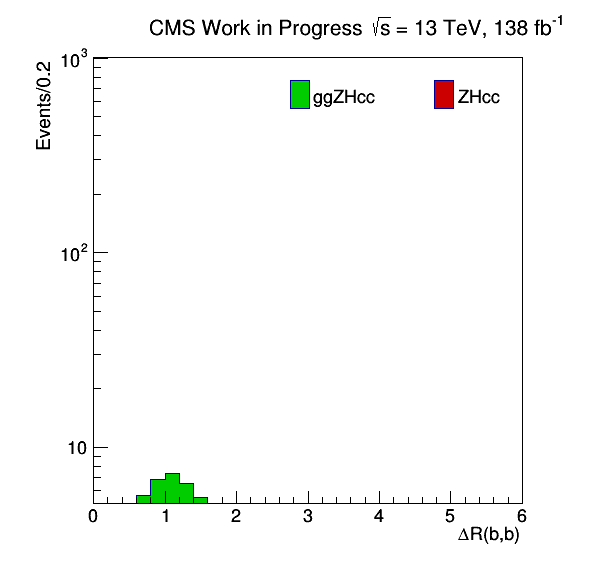 CMS Work in Progress √s = 13 TeV, 138 fb⁻¹
Events/0.2
10³
10²
10
ggZHcc
ZHcc
0 1 2 3 4 5 6
ΔR(b,b)